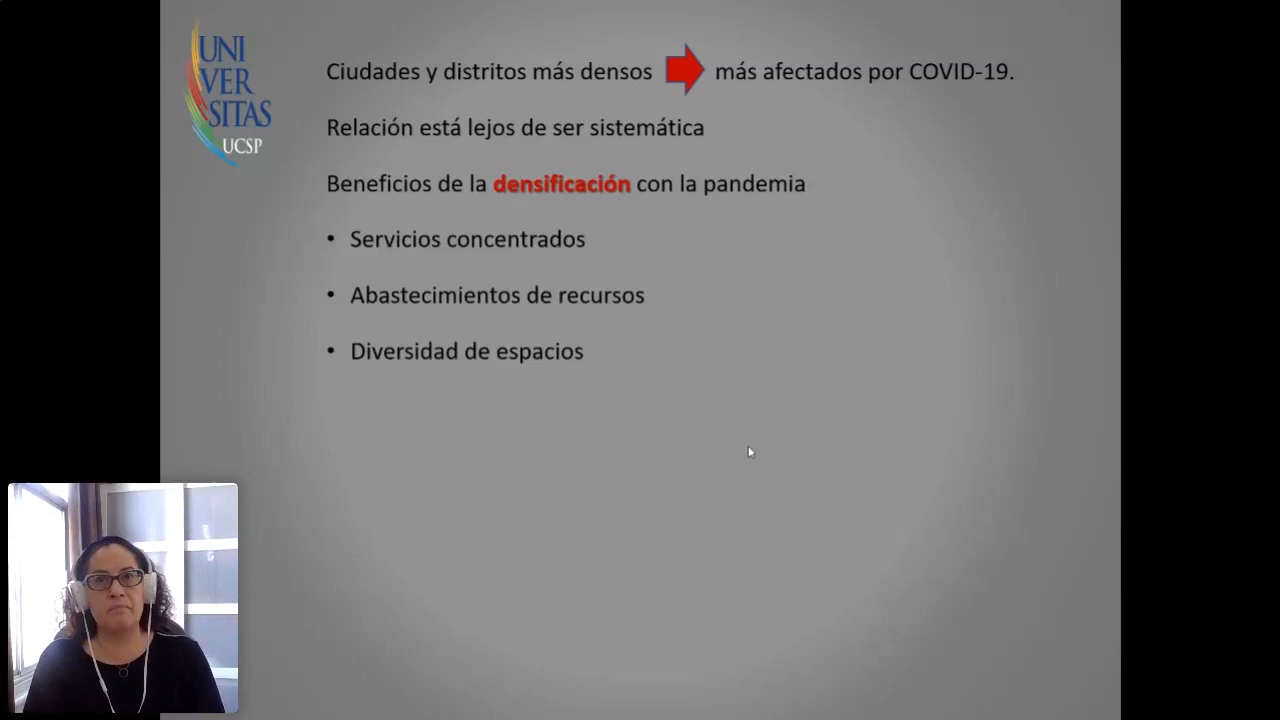 UNI
VER
SITAS
UCSP
Ciudades y distritos más densos más afectados por COVID-19.
Relación está lejos de ser sistemática
Beneficios de la densificación con la pandemia
• Servicios concentrados
• Abastecimientos de recursos
• Diversidad de espacios